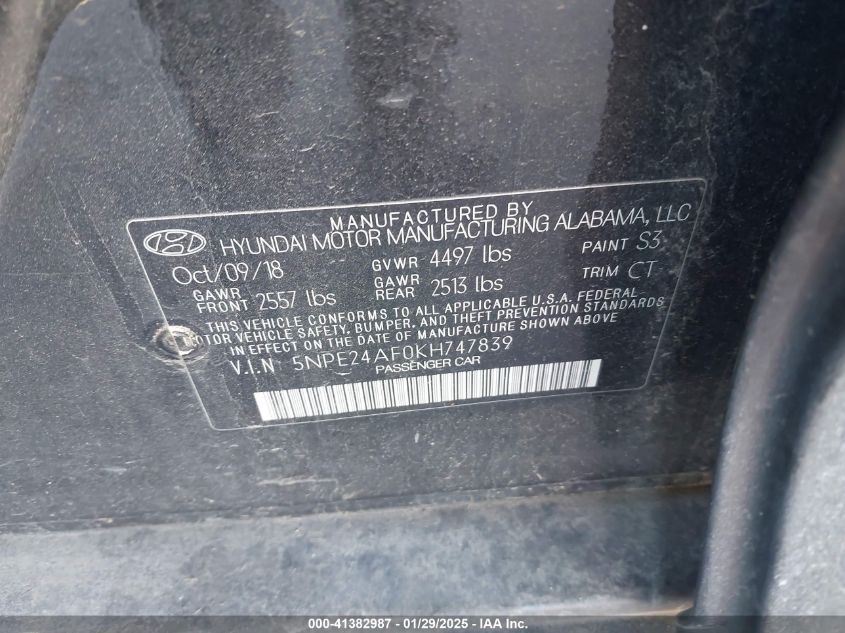 MANUFACTURED BY
HYUNDAI MOTOR MANUFACTURING ALABAMA, LLC
Oct/09/18 GVWR 4497 lbs PAINT S3
GAWR FRONT 2557 lbs GAWR REAR 2513 lbs TRIM CT
THIS VEHICLE CONFORMS TO ALL APPLICABLE U.S.A. FEDERAL
MOTOR VEHICLE SAFETY, BUMPER, AND THEFT PREVENTION STANDARDS
IN EFFECT ON THE DATE OF MANUFACTURE SHOWN ABOVE
V.I.N 5NPE24AF0KH747839
PASSENGER CAR
000-41382987 - 01/29/2025 - IAA Inc.